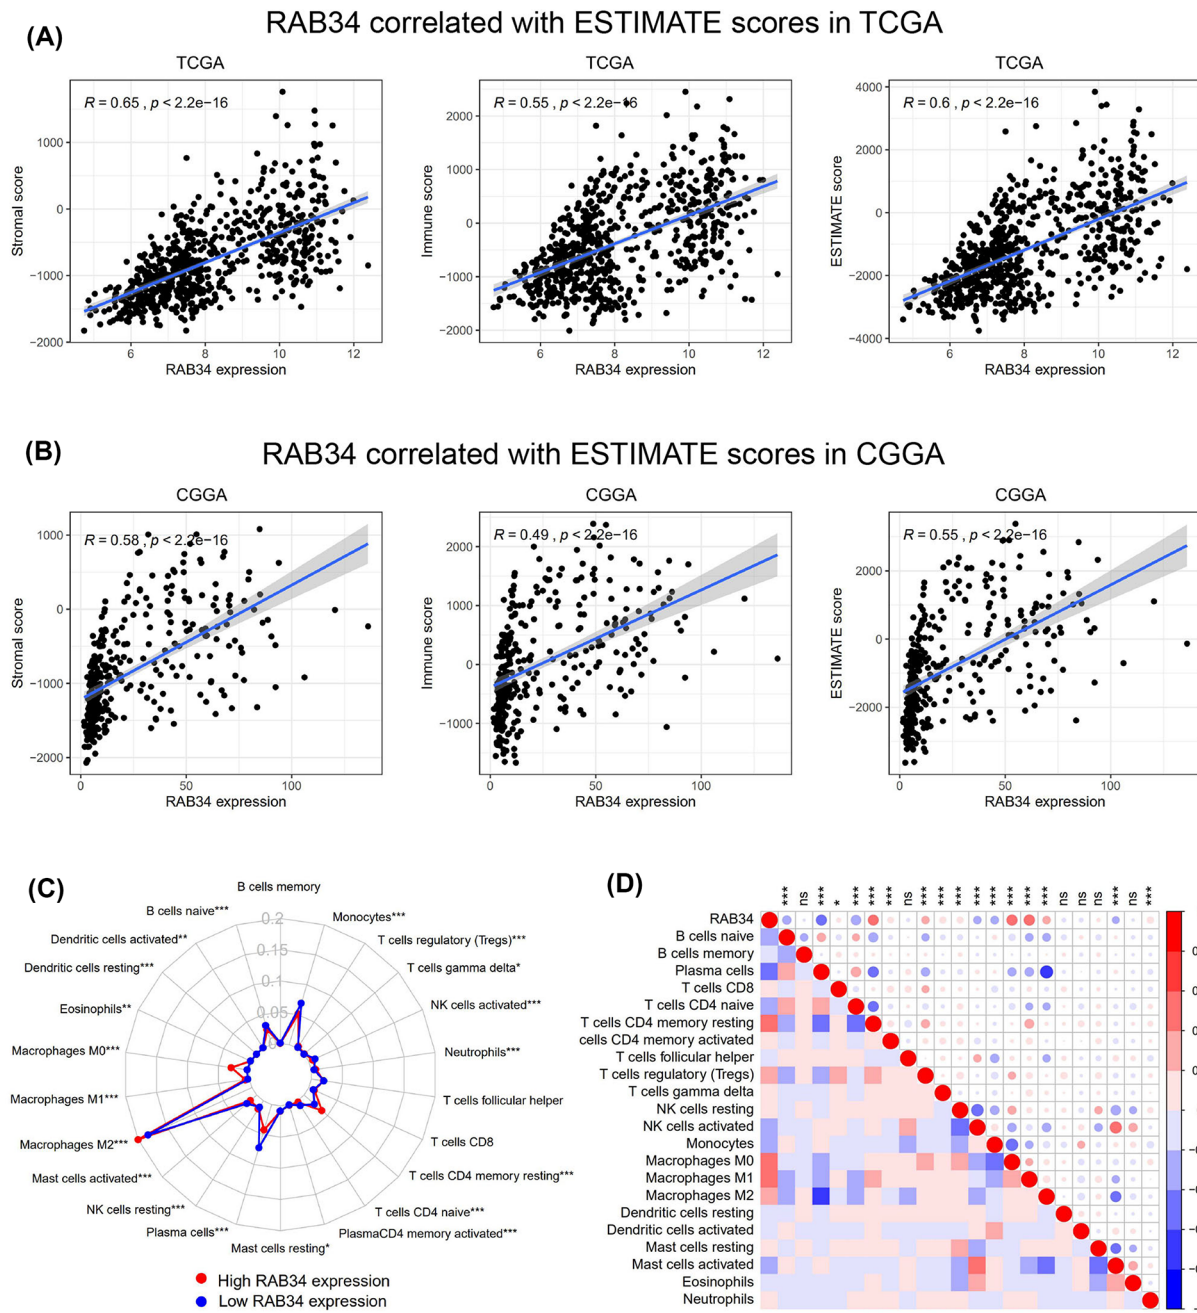 (A)
RAB34 correlated with ESTIMATE scores in TCGA
TCGA
TCGA
TCGA
R = 0.65 , p < 2.2e−16
R = 0.55 , p < 2.2e−16
R = 0.6 , p < 2.2e−16
Stromal score
1000
0
−1000
−2000
6
8
10
12
RAB34 expression
Immune score
2000
1000
0
−1000
−2000
6
8
10
12
RAB34 expression
ESTIMATE score
4000
2000
0
−2000
−4000
6
8
10
12
RAB34 expression
(B)
RAB34 correlated with ESTIMATE scores in CGGA
CGGA
CGGA
CGGA
R = 0.58 , p < 2.2e−16
R = 0.49 , p < 2.2e−16
R = 0.55 , p < 2.2e−16
Stromal score
1000
0
−1000
−2000
0
50
100
RAB34 expression
Immune score
2000
1000
0
−1000
0
50
100
RAB34 expression
ESTIMATE score
2000
0
−2000
0
50
100
RAB34 expression
(C)
B cells memory
B cells naive***
Dendritic cells activated**
Dendritic cells resting***
Eosinophils**
Macrophages M0***
Macrophages M1***
Macrophages M2***
Mast cells activated***
NK cells resting***
Plasma cells***
Mast cells resting*
PlasmaCD4 memory activated***
T cells CD4 naive***
T cells CD4 memory resting***
T cells CD8
T cells follicular helper
Neutrophils***
NK cells activated***
T cells gamma delta*
T cells regulatory (Tregs)***
Monocytes***
0.2
0.15
0.1
0.05
0
High RAB34 expression
Low RAB34 expression
(D)
*** ns *** * *** *** *** ns *** *** *** *** *** *** *** *** ns ns ns *** ns ***
RAB34
B cells naive
B cells memory
Plasma cells
T cells CD8
T cells CD4 naive
T cells CD4 memory resting
cells CD4 memory activated
T cells follicular helper
T cells regulatory (Tregs)
T cells gamma delta
NK cells resting
NK cells activated
Monocytes
Macrophages M0
Macrophages M1
Macrophages M2
Dendritic cells resting
Dendritic cells activated
Mast cells resting
Mast cells activated
Eosinophils
Neutrophils